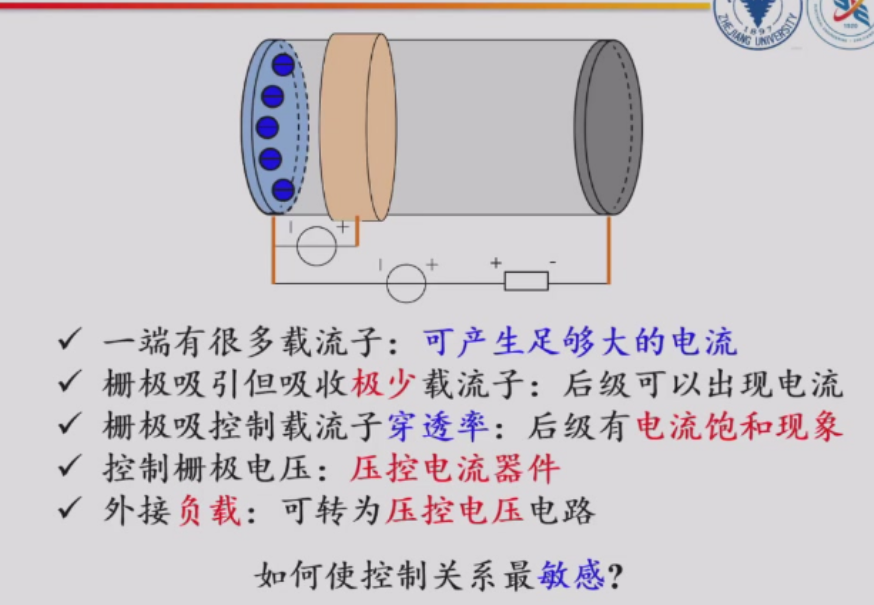 ZHEJIANG UNIVERSITY
1897
| +
| + + -
✓ 一端有很多载流子：可产生足够大的电流
✓ 栅极吸引但吸收极少载流子：后级可以出现电流
✓ 栅极吸控制载流子穿透率：后级有电流饱和现象
✓ 控制栅极电压：压控电流器件
✓ 外接负载：可转为压控电压电路
如何使控制关系最敏感？